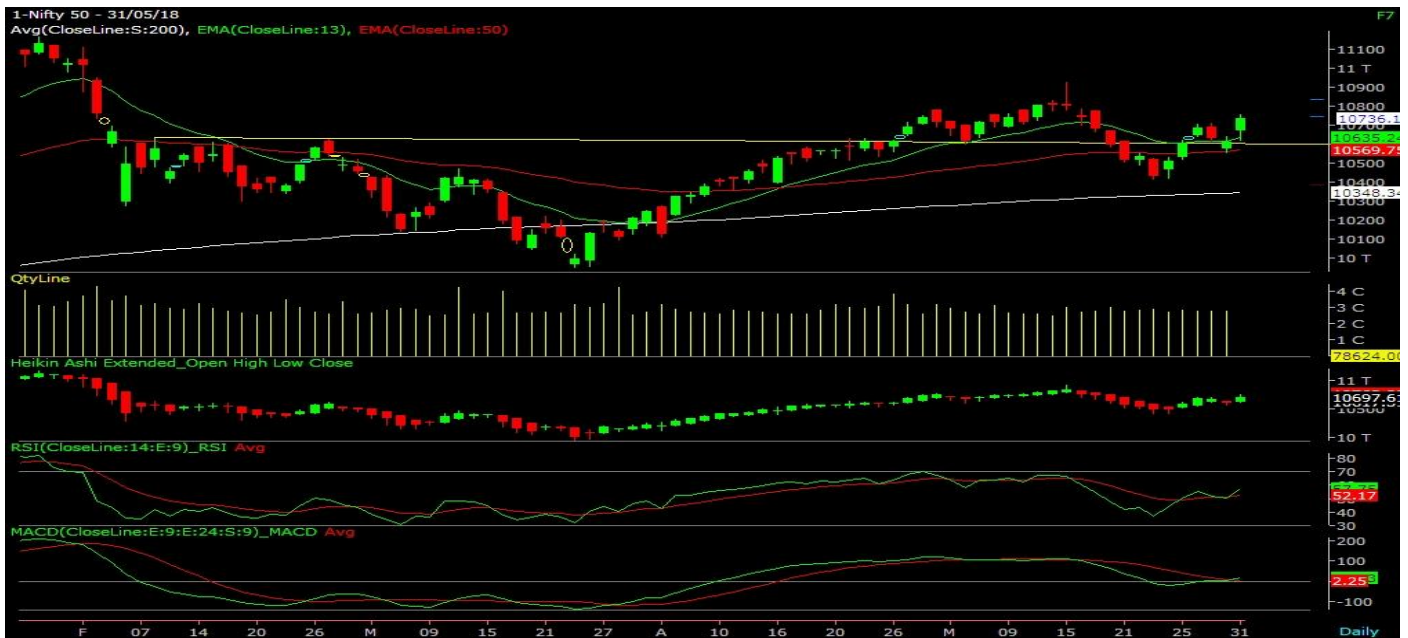 1-Nifty 50 - 31/05/18
F7
Avg(CloseLine:S:200), EMA(CloseLine:13), EMA(CloseLine:50)
11100
11 T
10900
10800
10736.1
10635.24
10569.75
10500
10400
10348.34
10300
10200
10100
10 T
QtyLine
4 C
3 C
2 C
1 C
78624.00
Heikin Ashi Extended_Open High Low Close
11 T
10697.61
10 T
RSI(CloseLine:14:E:9)_RSI Avg
80
70
52.17
40
30
MACD(CloseLine:E:9:E:24:S:9)_MACD Avg
200
100
2.25
-100
F 07 14 20 26 M 09 15 21 27 A 10 16 20 26 M 09 15 21 25 31
Daily